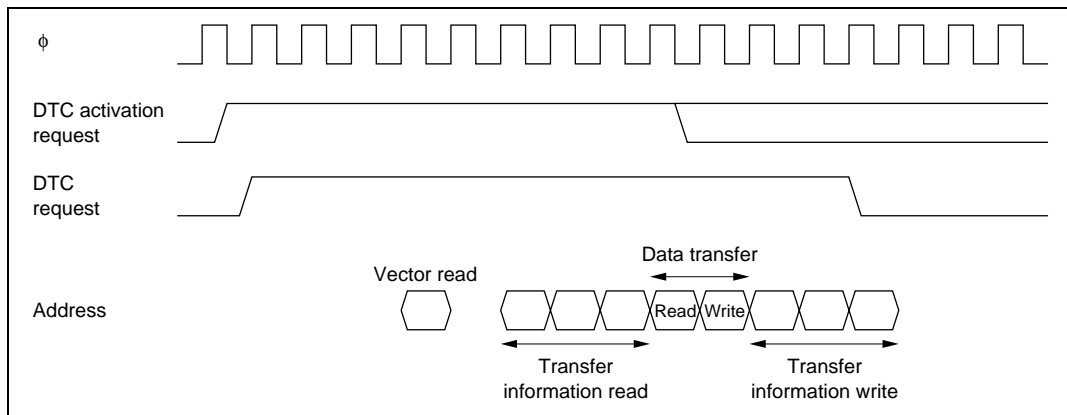 ϕ
DTC activation
request
DTC
request
Data transfer
Vector read
Address
Read Write
Transfer
information read
Transfer
information write